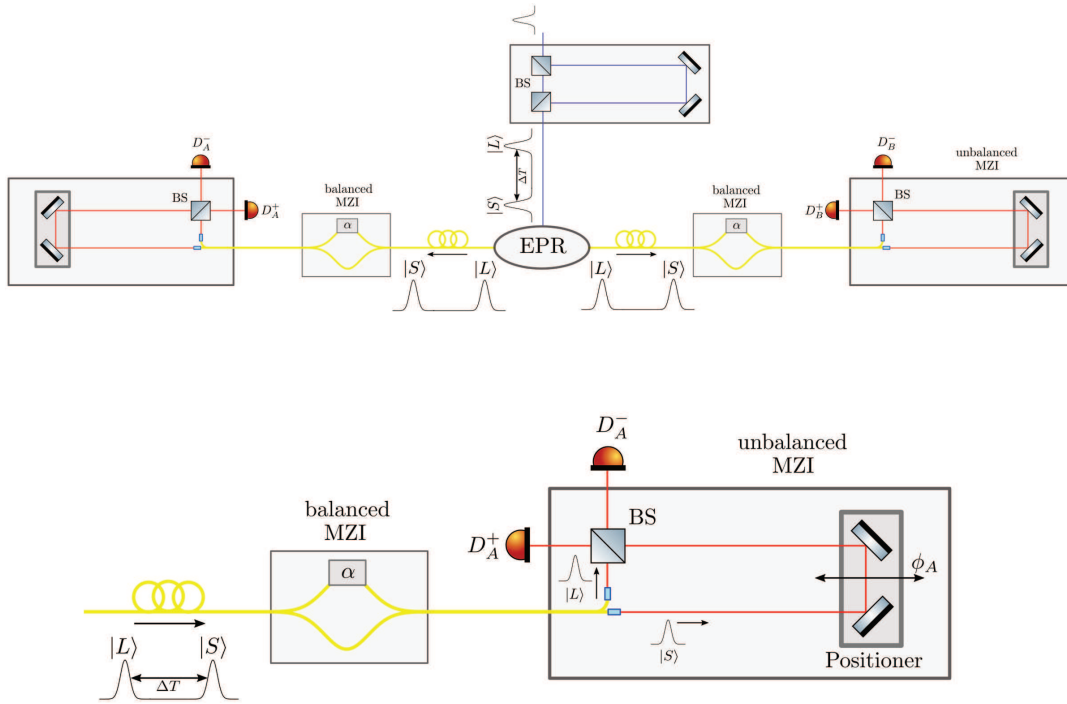 BS
|L⟩
ΔT
|S⟩
D_A^-
BS
D_A^+
balanced
MZI
α
|S⟩
|L⟩
EPR
|L⟩
|S⟩
balanced
MZI
α
D_B^-
BS
D_B^+
unbalanced
MZI
D_A^-
unbalanced
MZI
balanced
MZI
BS
D_A^+
α
|L⟩
ϕ_A
|S⟩
|L⟩
|S⟩
ΔT
Positioner